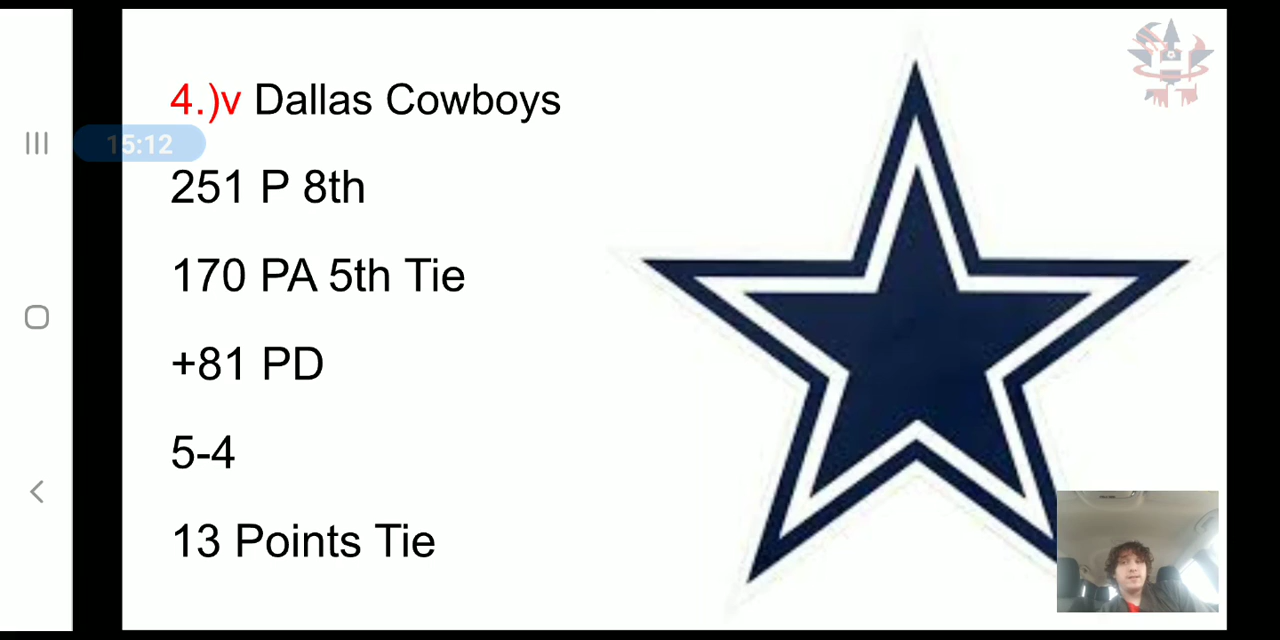 4.)v Dallas Cowboys
15:12
251 P 8th
170 PA 5th Tie
+81 PD
5-4
13 Points Tie